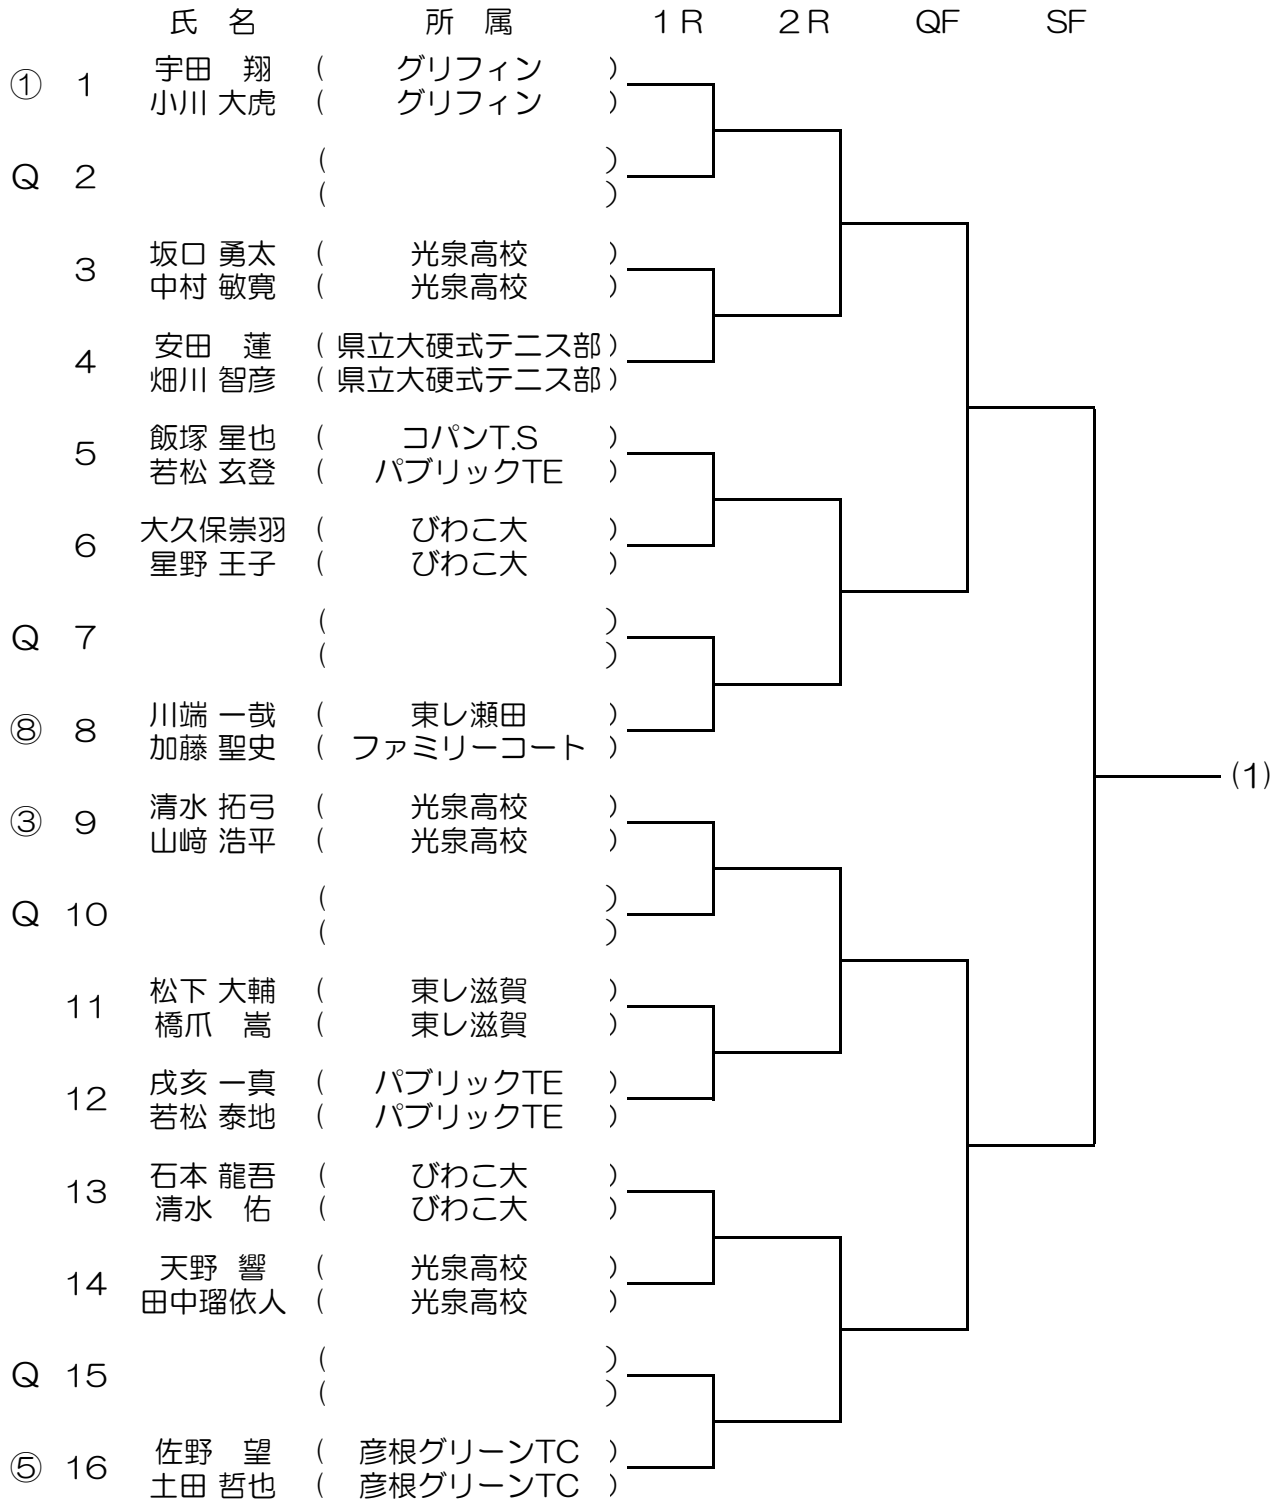 氏 名 所 属 1R 2R QF SF
① 1 宇田 翔 ( グリフィン )
小川 大虎 ( グリフィン )
Q 2 ( )
( )
3 坂口 勇太 ( 光泉高校 )
中村 敏寛 ( 光泉高校 )
4 安田 蓮 ( 県立大硬式テニス部 )
畑川 智彦 ( 県立大硬式テニス部 )
5 飯塚 星也 ( コパンT.S )
若松 玄登 ( パブリックTE )
6 大久保崇羽 ( びわこ大 )
星野 王子 ( びわこ大 )
Q 7 ( )
( )
⑧ 8 川端 一哉 ( 東レ瀬田 )
加藤 聖史 ( ファミリーコート )
(1)
③ 9 清水 拓弓 ( 光泉高校 )
山﨑 浩平 ( 光泉高校 )
Q 10 ( )
( )
11 松下 大輔 ( 東レ滋賀 )
橋爪 嵩 ( 東レ滋賀 )
12 戌亥 一真 ( パブリックTE )
若松 泰地 ( パブリックTE )
13 石本 龍吾 ( びわこ大 )
清水 佑 ( びわこ大 )
14 天野 響 ( 光泉高校 )
田中瑠依人 ( 光泉高校 )
Q 15 ( )
( )
⑤ 16 佐野 望 ( 彦根グリーンTC )
土田 哲也 ( 彦根グリーンTC )